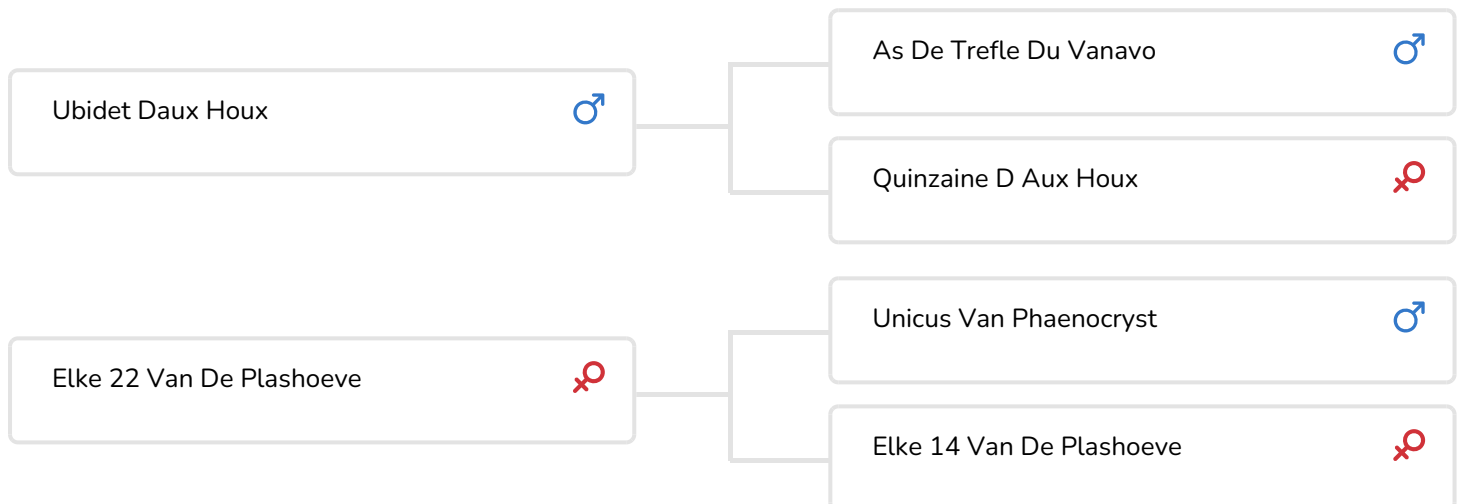 As De Trefle Du Vanavo
Ubidet Daux Houx
Quinzaine D Aux Houx
Unicus Van Phaenocryst
Elke 22 Van De Plashoeve
Elke 14 Van De Plashoeve